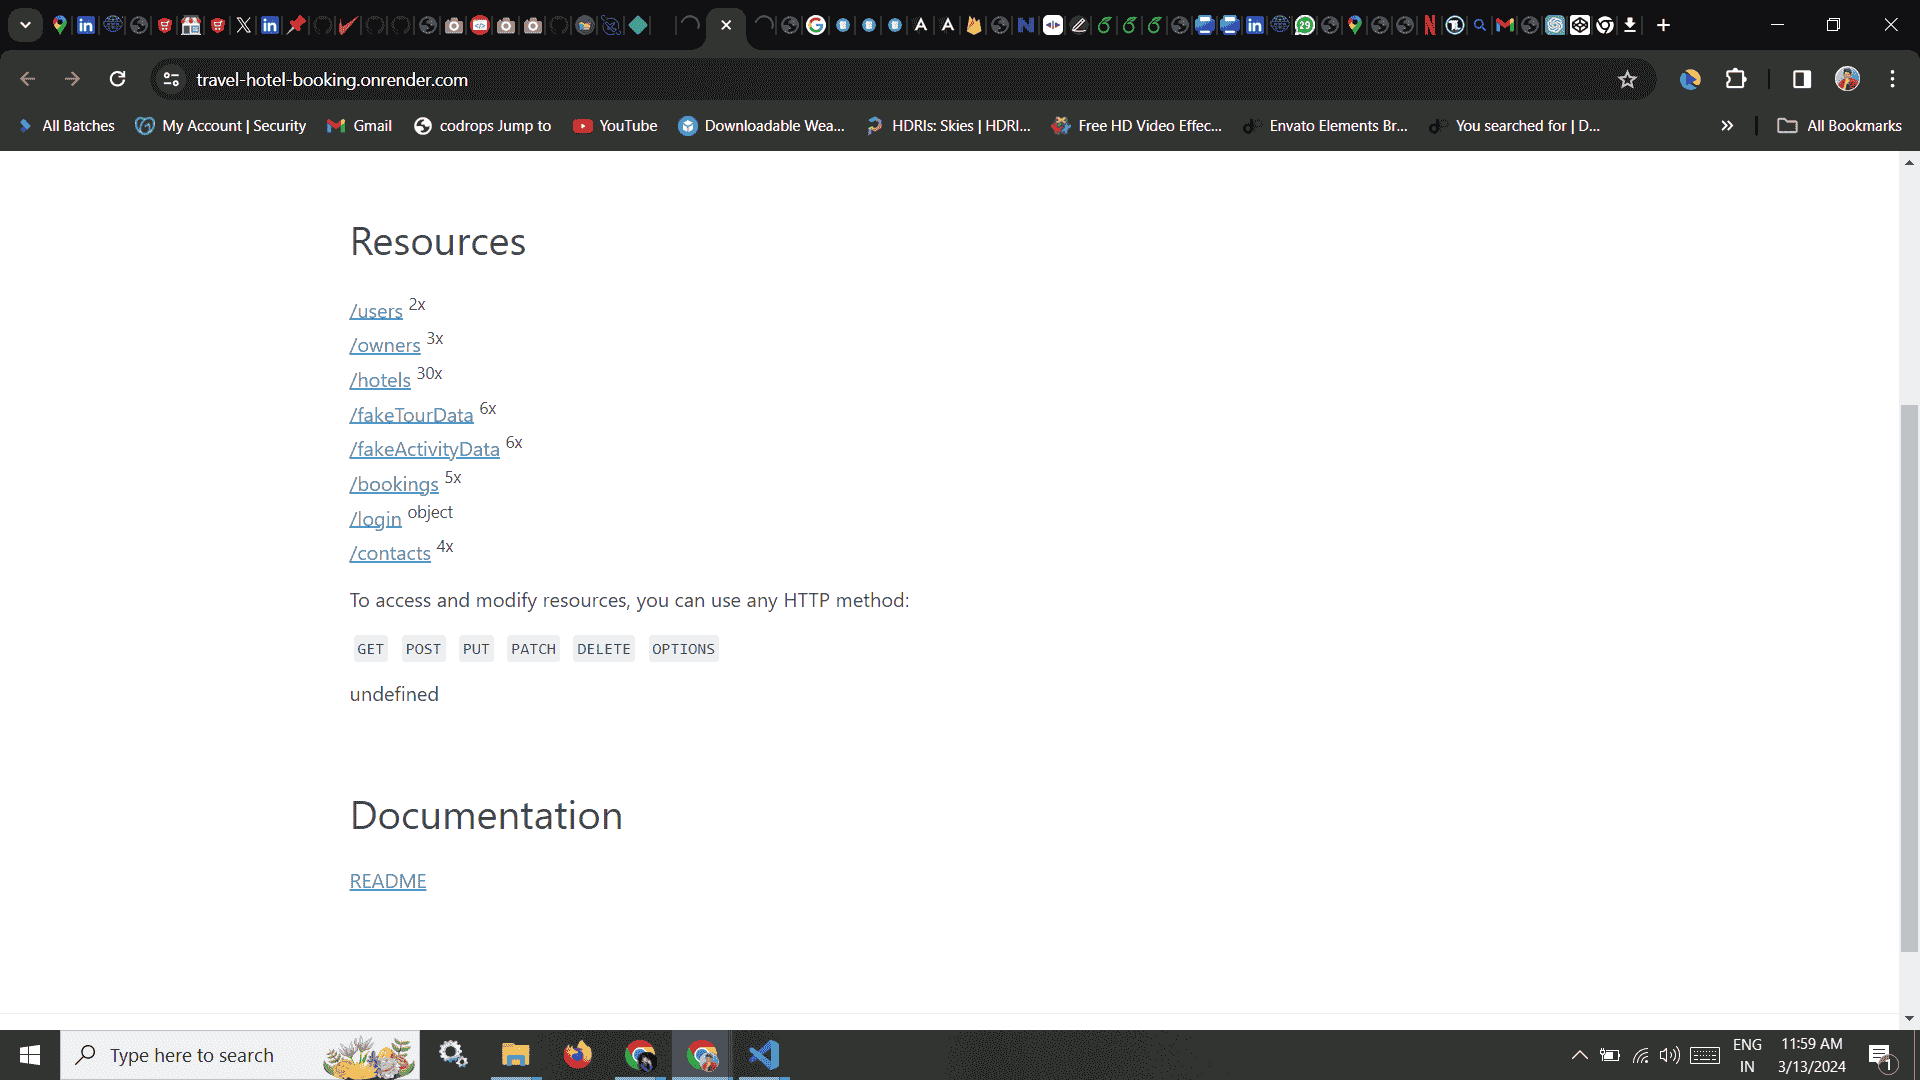 travel-hotel-booking.onrender.com
All Batches
My Account | Security
Gmail
codrops Jump to
YouTube
Downloadable Wea...
HDRIs: Skies | HDRI...
Free HD Video Effec...
Envato Elements Br...
You searched for | D...
All Bookmarks
Resources
/users 2x
/owners 3x
/hotels 30x
/fakeTourData 6x
/fakeActivityData 6x
/bookings 5x
/login object
/contacts 4x
To access and modify resources, you can use any HTTP method:
GET POST PUT PATCH DELETE OPTIONS
undefined
Documentation
README
Type here to search
ENG
IN
11:59 AM
3/13/2024
1